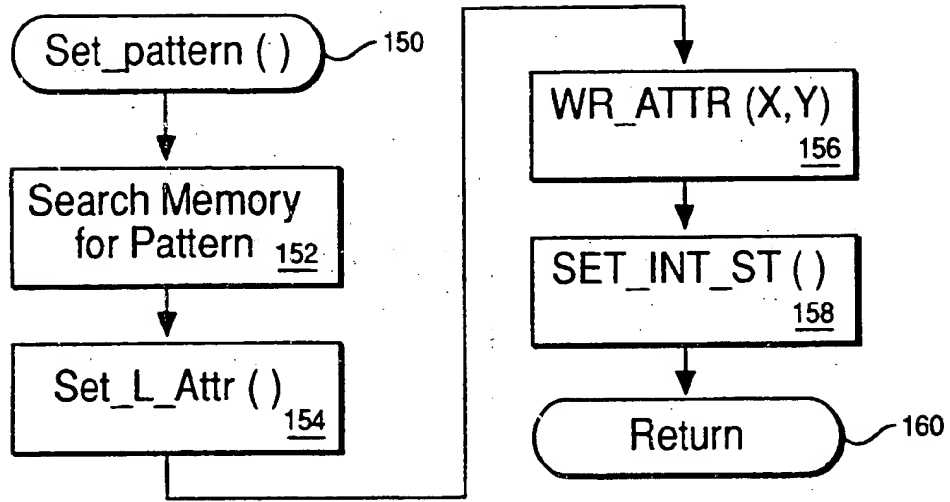 Set_pattern ( )
150
Search Memory
for Pattern 152
Set_L_Attr ( )
154
WR_ATTR (X,Y)
156
SET_INT_ST ( )
158
Return
160